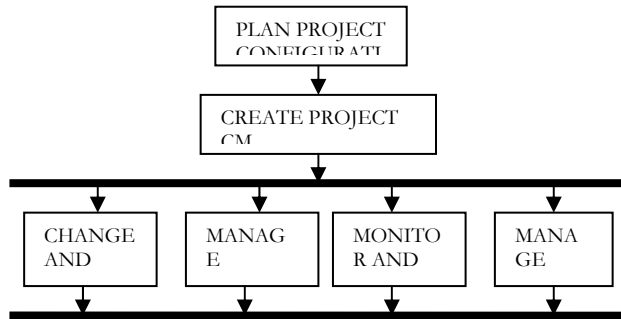 PLAN PROJECT
CONFIGURATI
CREATE PROJECT
CM
CHANGE
AND
MANAG
E
MONITO
R AND
MANA
GE